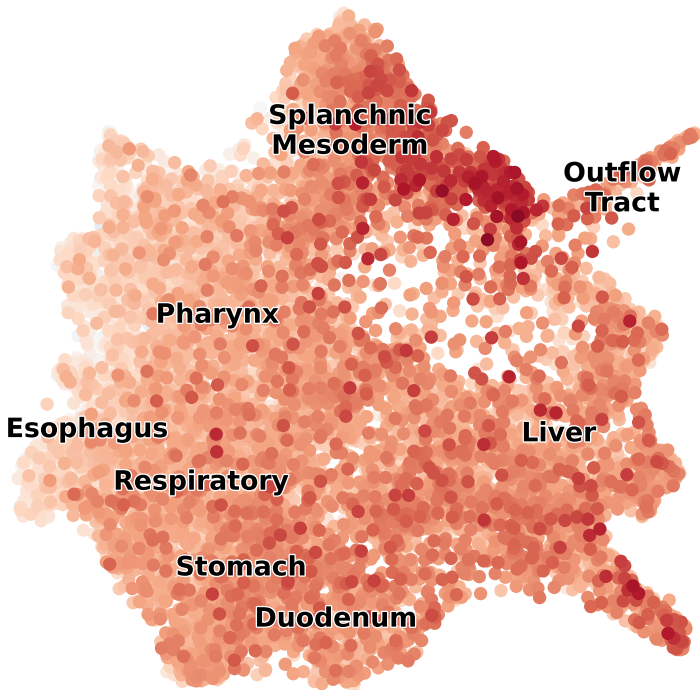 Splanchnic
Mesoderm
Outflow
Tract
Pharynx
Esophagus
Liver
Respiratory
Stomach
Duodenum